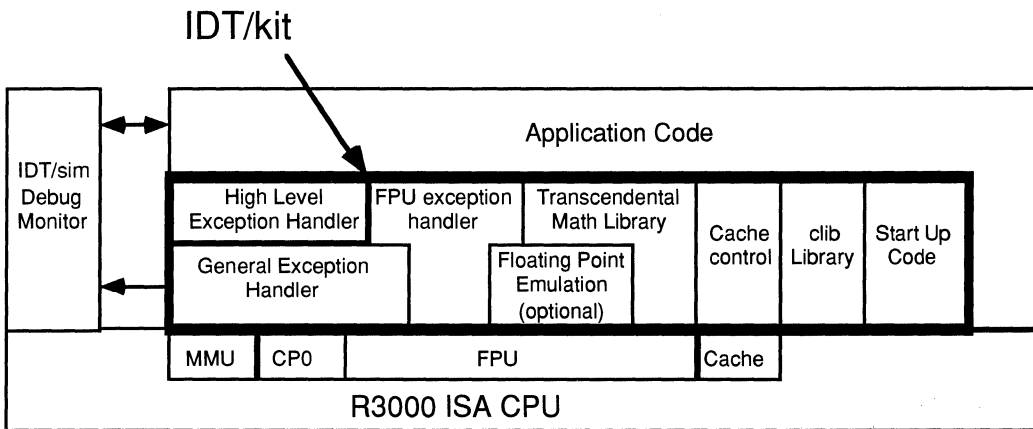 IDT/kit
Application Code
IDT/sim
Debug
Monitor
High Level
Exception Handler
FPU exception
handler
Transcendental
Math Library
Cache
control
clib
Library
Start Up
Code
General Exception
Handler
Floating Point
Emulation
(optional)
MMU
CP0
FPU
Cache
R3000 ISA CPU